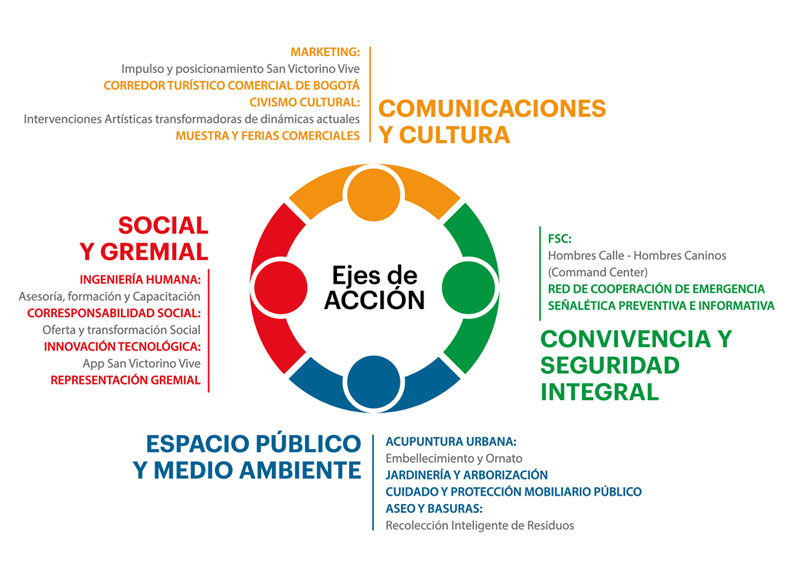 MARKETING:
Impulso y posicionamiento San Victorino Vive
CORREDOR TURÍSTICO COMERCIAL DE BOGOTÁ
CIVISMO CULTURAL:
Intervenciones Artísticas transformadoras de dinámicas actuales
MUESTRA Y FERIAS COMERCIALES
COMUNICACIONES
Y CULTURA
SOCIAL
Y GREMIAL
INGENIERÍA HUMANA:
Asesoría, formación y Capacitación
CORRESPONSABILIDAD SOCIAL:
Oferta y transformación Social
INNOVACIÓN TECNOLÓGICA:
App San Victorino Vive
REPRESENTACIÓN GREMIAL
Ejes de
ACCIÓN
FSC:
Hombres Calle - Hombres Caninos
(Command Center)
RED DE COOPERACIÓN DE EMERGENCIA
SEÑALÉTICA PREVENTIVA E INFORMATIVA
CONVIVENCIA Y
SEGURIDAD
INTEGRAL
ESPACIO PÚBLICO
Y MEDIO AMBIENTE
ACUPUNTURA URBANA:
Embellecimiento y Ornato
JARDINERÍA Y ARBORIZACIÓN
CUIDADO Y PROTECCIÓN MOBILIARIO PÚBLICO
ASEO Y BASURAS:
Recolección Inteligente de Residuos